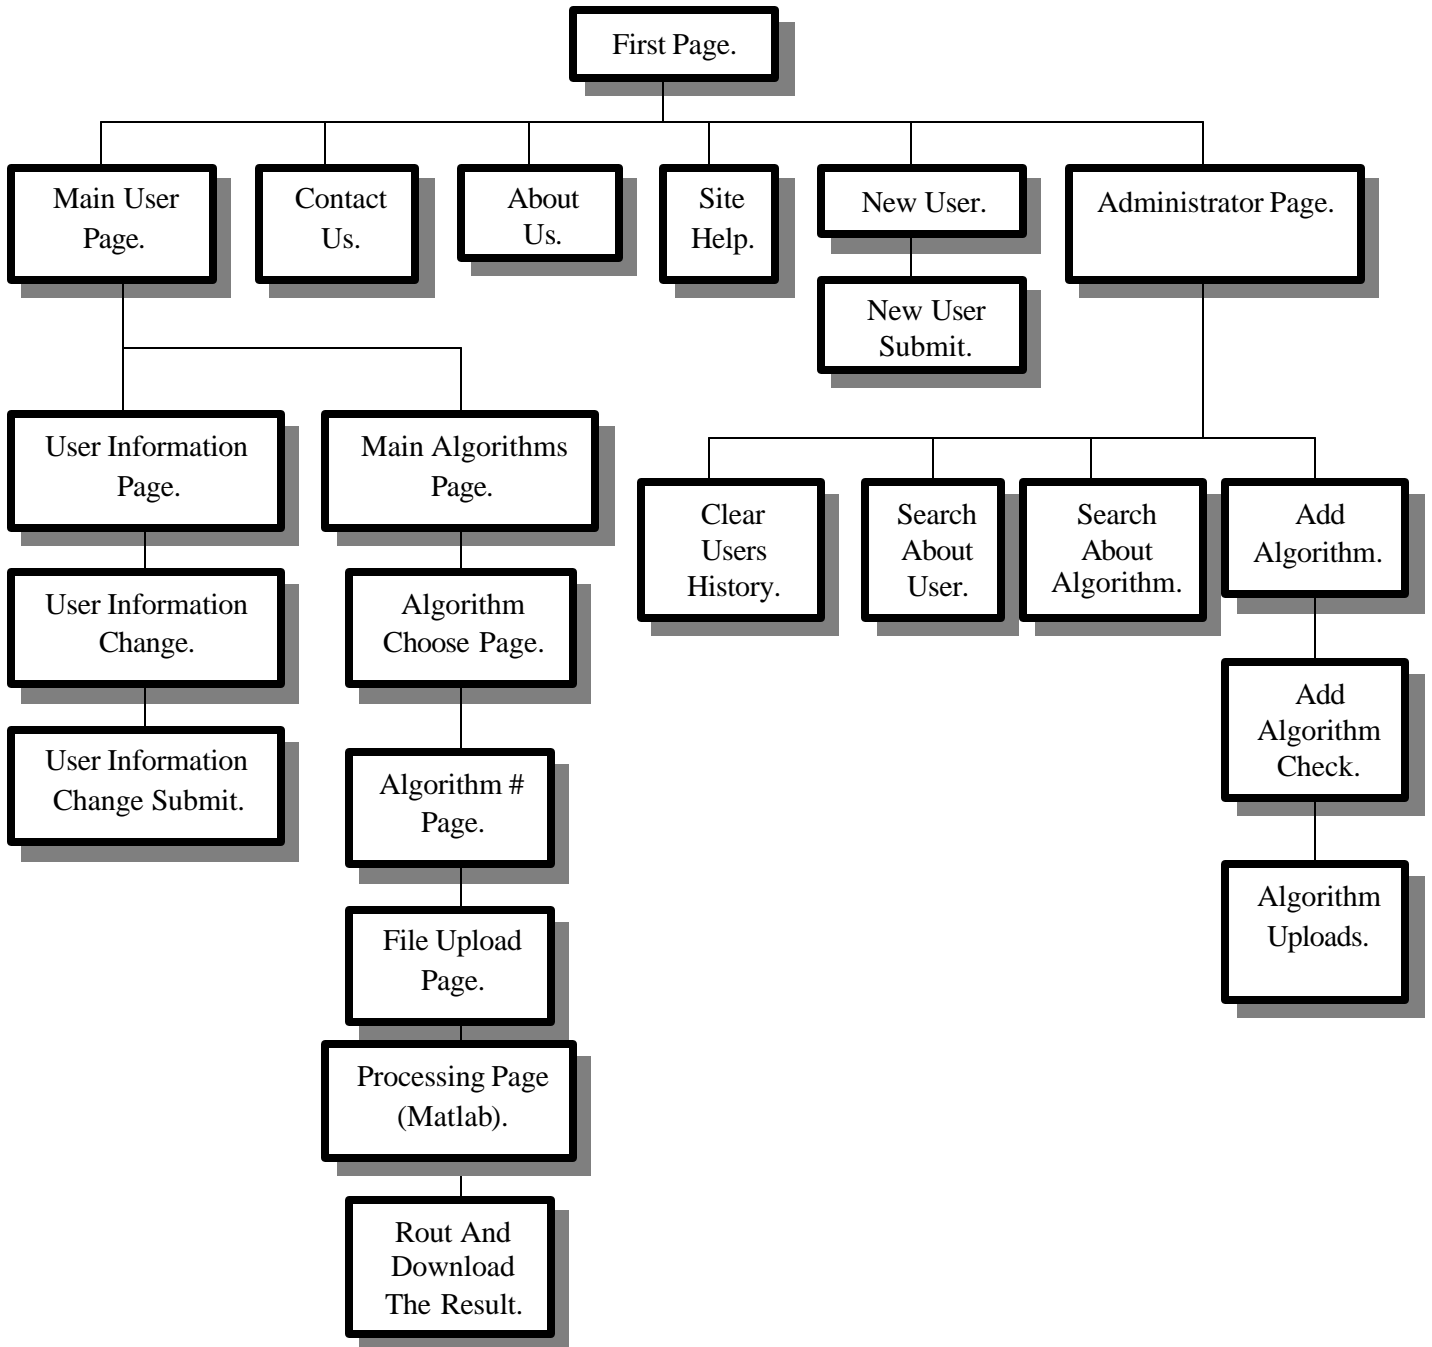 First Page.
Main User
Page.
Contact
Us.
About
Us.
Site
Help.
New User.
Administrator Page.
New User
Submit.
User Information
Page.
Main Algorithms
Page.
Clear
Users
History.
Search
About
User.
Search
About
Algorithm.
Add
Algorithm.
User Information
Change.
Algorithm
Choose Page.
Add
Algorithm
Check.
User Information
Change Submit.
Algorithm #
Page.
Algorithm
Uploads.
File Upload
Page.
Processing Page
(Matlab).
Rout And
Download
The Result.